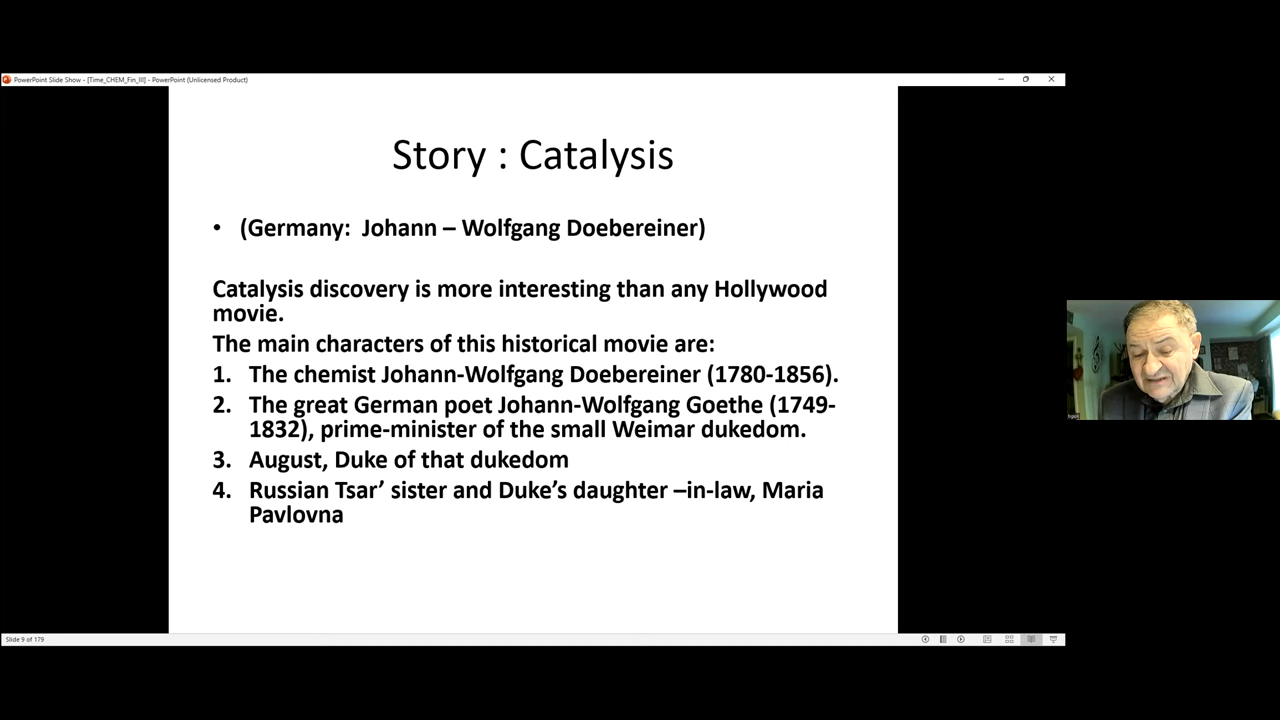 PowerPoint Slide Show - [Time_CHEM_Fin_III] - PowerPoint (Unlicensed Product)
Story : Catalysis
• (Germany: Johann – Wolfgang Doebereiner)
Catalysis discovery is more interesting than any Hollywood
movie.
The main characters of this historical movie are:
1. The chemist Johann-Wolfgang Doebereiner (1780-1856).
2. The great German poet Johann-Wolfgang Goethe (1749-
1832), prime-minister of the small Weimar dukedom.
3. August, Duke of that dukedom
4. Russian Tsar’ sister and Duke’s daughter –in-law, Maria
Pavlovna
Slide 9 of 179